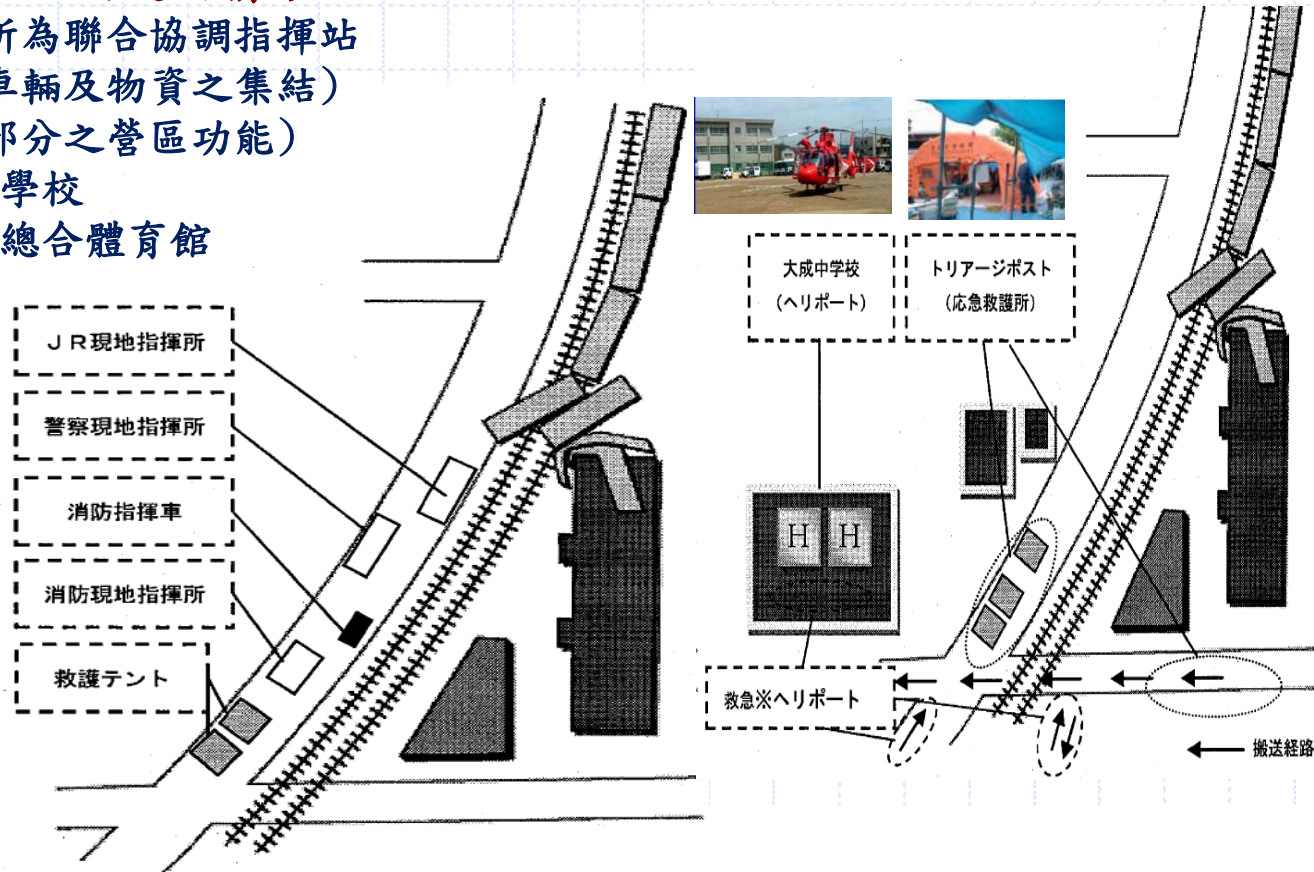 所為聯合協調指揮站
車輛及物資之集結）
部分之營區功能）
學校
總合體育館
ＪＲ現地指揮所
警察現地指揮所
消防指揮車
消防現地指揮所
救護テント
大成中学校
（ヘリポート）
トリアージポスト
（応急救護所）
H H
救急※ヘリポート
搬送経路